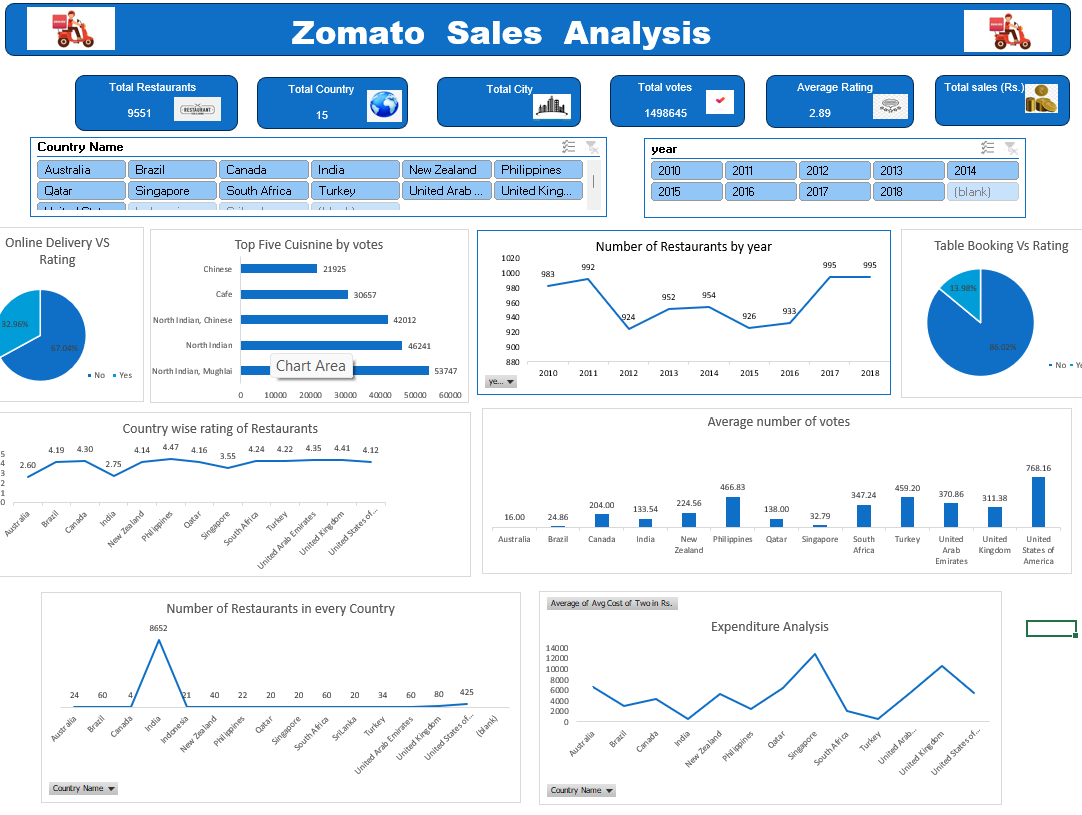 Zomato Sales Analysis
Total Restaurants
9551
RESTAURANT
Total Country
15
Total City
Total votes
1498645
Average Rating
2.89
Total sales (Rs.)
Country Name
Australia Brazil Canada India New Zealand Philippines
Qatar Singapore South Africa Turkey United Arab ... United King...
year
2010 2011 2012 2013 2014
2015 2016 2017 2018 (blank)
Online Delivery VS
Rating
32.96%
67.04%
No Yes
Top Five Cuisnine by votes
Chinese 21925
Cafe 30657
North Indian, Chinese 42012
North Indian 46241
North Indian, Mughlai 53747
Chart Area
0 10000 20000 30000 40000 50000 60000
Number of Restaurants by year
1020
1000
980
960
940
920
900
880
983 992 924 952 954 926 933 995 995
2010 2011 2012 2013 2014 2015 2016 2017 2018
ye...
Table Booking Vs Rating
13.98%
86.02%
No Ye
Country wise rating of Restaurants
5
4
3
2
1
0
2.60 4.19 4.30 2.75 4.14 4.47 4.16 3.55 4.24 4.22 4.35 4.41 4.12
Australia Brazil Canada India New Zealand Philippines Qatar Singapore South Africa Turkey United Arab Emirates United Kingdom United States of...
Average number of votes
16.00 24.86 204.00 133.54 224.56 466.83 138.00 32.79 347.24 459.20 370.86 311.38 768.16
Australia Brazil Canada India New Zealand Philippines Qatar Singapore South Africa Turkey United Arab Emirates United Kingdom United States of America
Number of Restaurants in every Country
24 60 4 8652 21 40 22 20 20 60 20 34 60 80 425
Australia Brazil Canada India Indonesia New Zealand Philippines Qatar Singapore South Africa SriLanka Turkey United Arab Emirates United Kingdom United States of... (blank)
Country Name
Average of Avg Cost of Two in Rs.
Expenditure Analysis
14000
12000
10000
8000
6000
4000
2000
0
Australia Brazil Canada India New Zealand Philippines Qatar Singapore South Africa Turkey United Arab... United Kingdom United States of...
Country Name